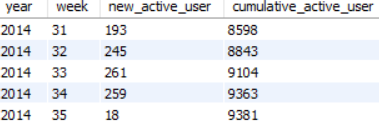 year week new_active_user cumulative_active_user
2014 31 193 8598
2014 32 245 8843
2014 33 261 9104
2014 34 259 9363
2014 35 18 9381